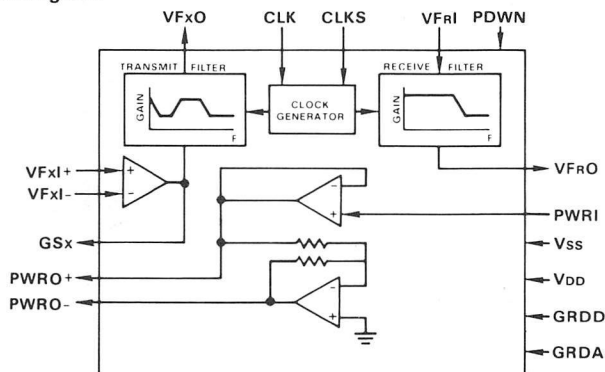 VFxO CLK CLKS VFRI PDWN
TRANSMIT FILTER
RECEIVE FILTER
GAIN
F
CLOCK
GENERATOR
GAIN
F
VFxI+
+
VFxI-
-
VFRO
-
+
PWRI
GSx
VSS
PWRO+
VDD
-
PWRO-
+
GRDD
GRDA